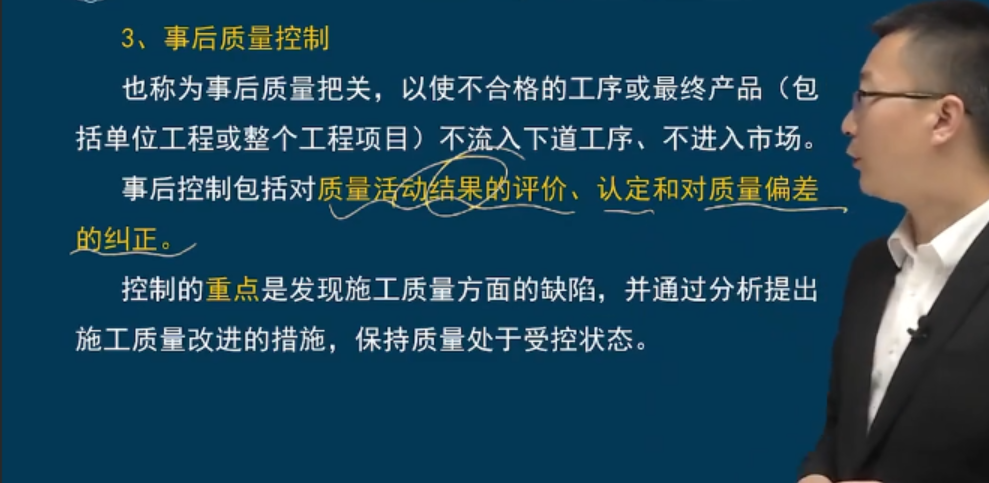 3、事后质量控制
也称为事后质量把关，以使不合格的工序或最终产品（包
括单位工程或整个工程项目）不流入下道工序、不进入市场。
事后控制包括对质量活动结果的评价、认定和对质量偏差
的纠正。
控制的重点是发现施工质量方面的缺陷，并通过分析提出
施工质量改进的措施，保持质量处于受控状态。